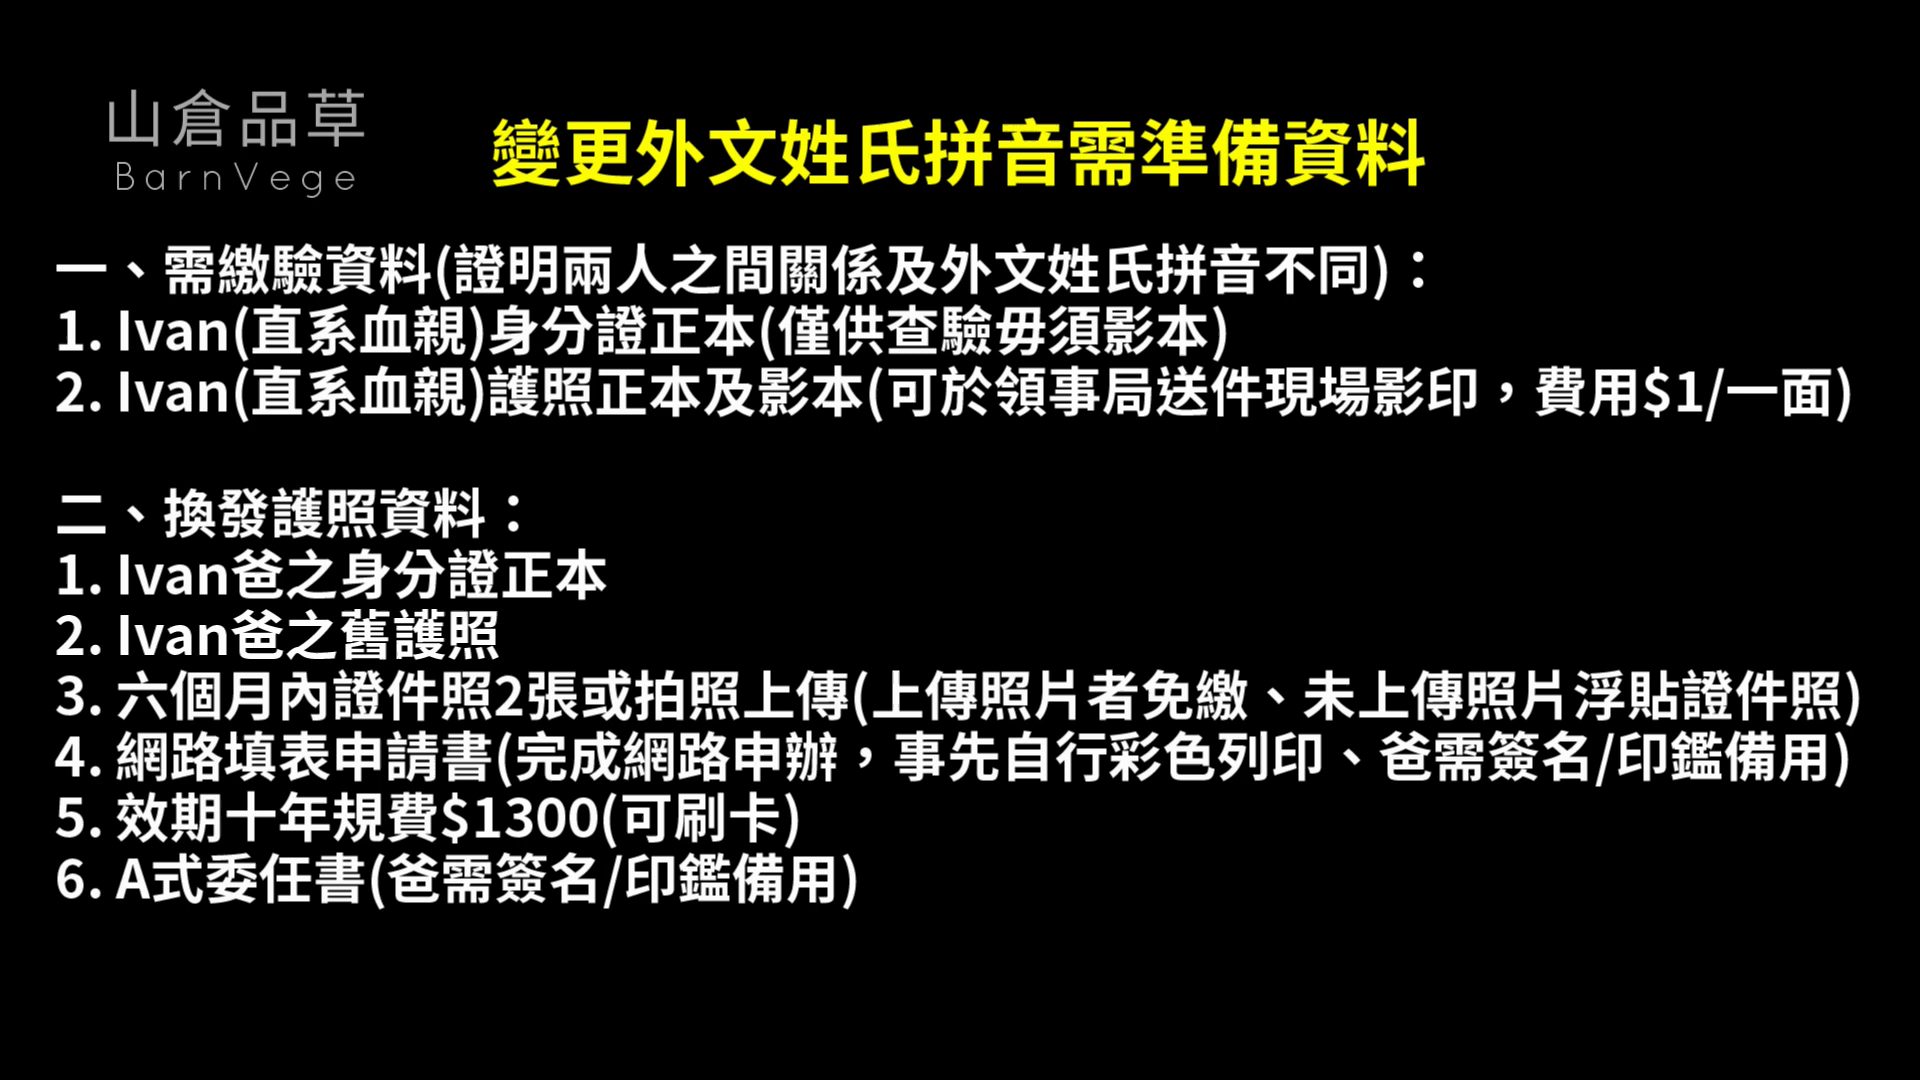 山倉品草
BarnVege
變更外文姓氏拼音需準備資料
一、需繳驗資料(證明兩人之間關係及外文姓氏拼音不同)：
1. Ivan(直系血親)身分證正本(僅供查驗毋須影本)
2. Ivan(直系血親)護照正本及影本(可於領事局送件現場影印，費用$1/一面)
二、換發護照資料：
1. Ivan爸之身分證正本
2. Ivan爸之舊護照
3. 六個月內證件照2張或拍照上傳(上傳照片者免繳、未上傳照片浮貼證件照)
4. 網路填表申請書(完成網路申辦，事先自行彩色列印、爸需簽名/印鑑備用)
5. 效期十年規費$1300(可刷卡)
6. A式委任書(爸需簽名/印鑑備用)